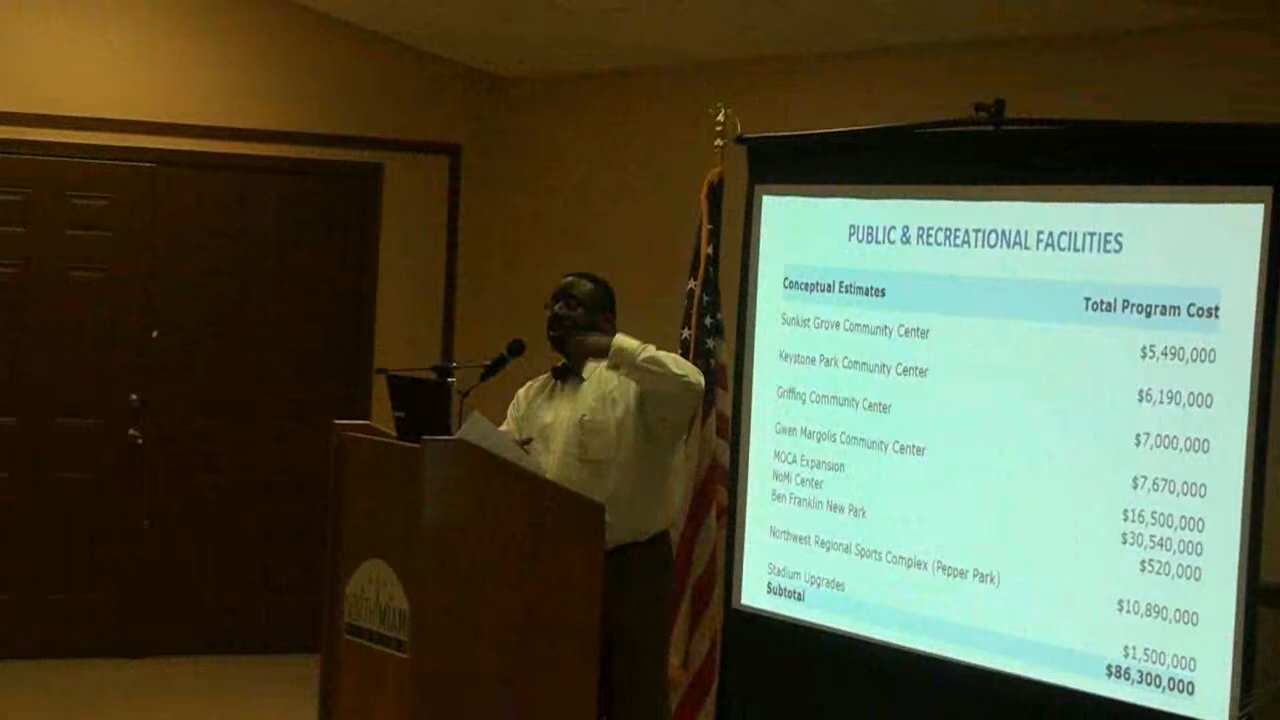 PUBLIC & RECREATIONAL FACILITIES
Conceptual Estimates Total Program Cost
Sunkist Grove Community Center $5,490,000
Keystone Park Community Center $6,190,000
Griffing Community Center $7,000,000
Gwen Margolis Community Center $7,670,000
MOCA Expansion $16,500,000
NoMi Center $30,540,000
Ben Franklin New Park $520,000
Northwest Regional Sports Complex (Pepper Park) $10,890,000
Stadium Upgrades $1,500,000
Subtotal $86,300,000
NORTH MIAMI